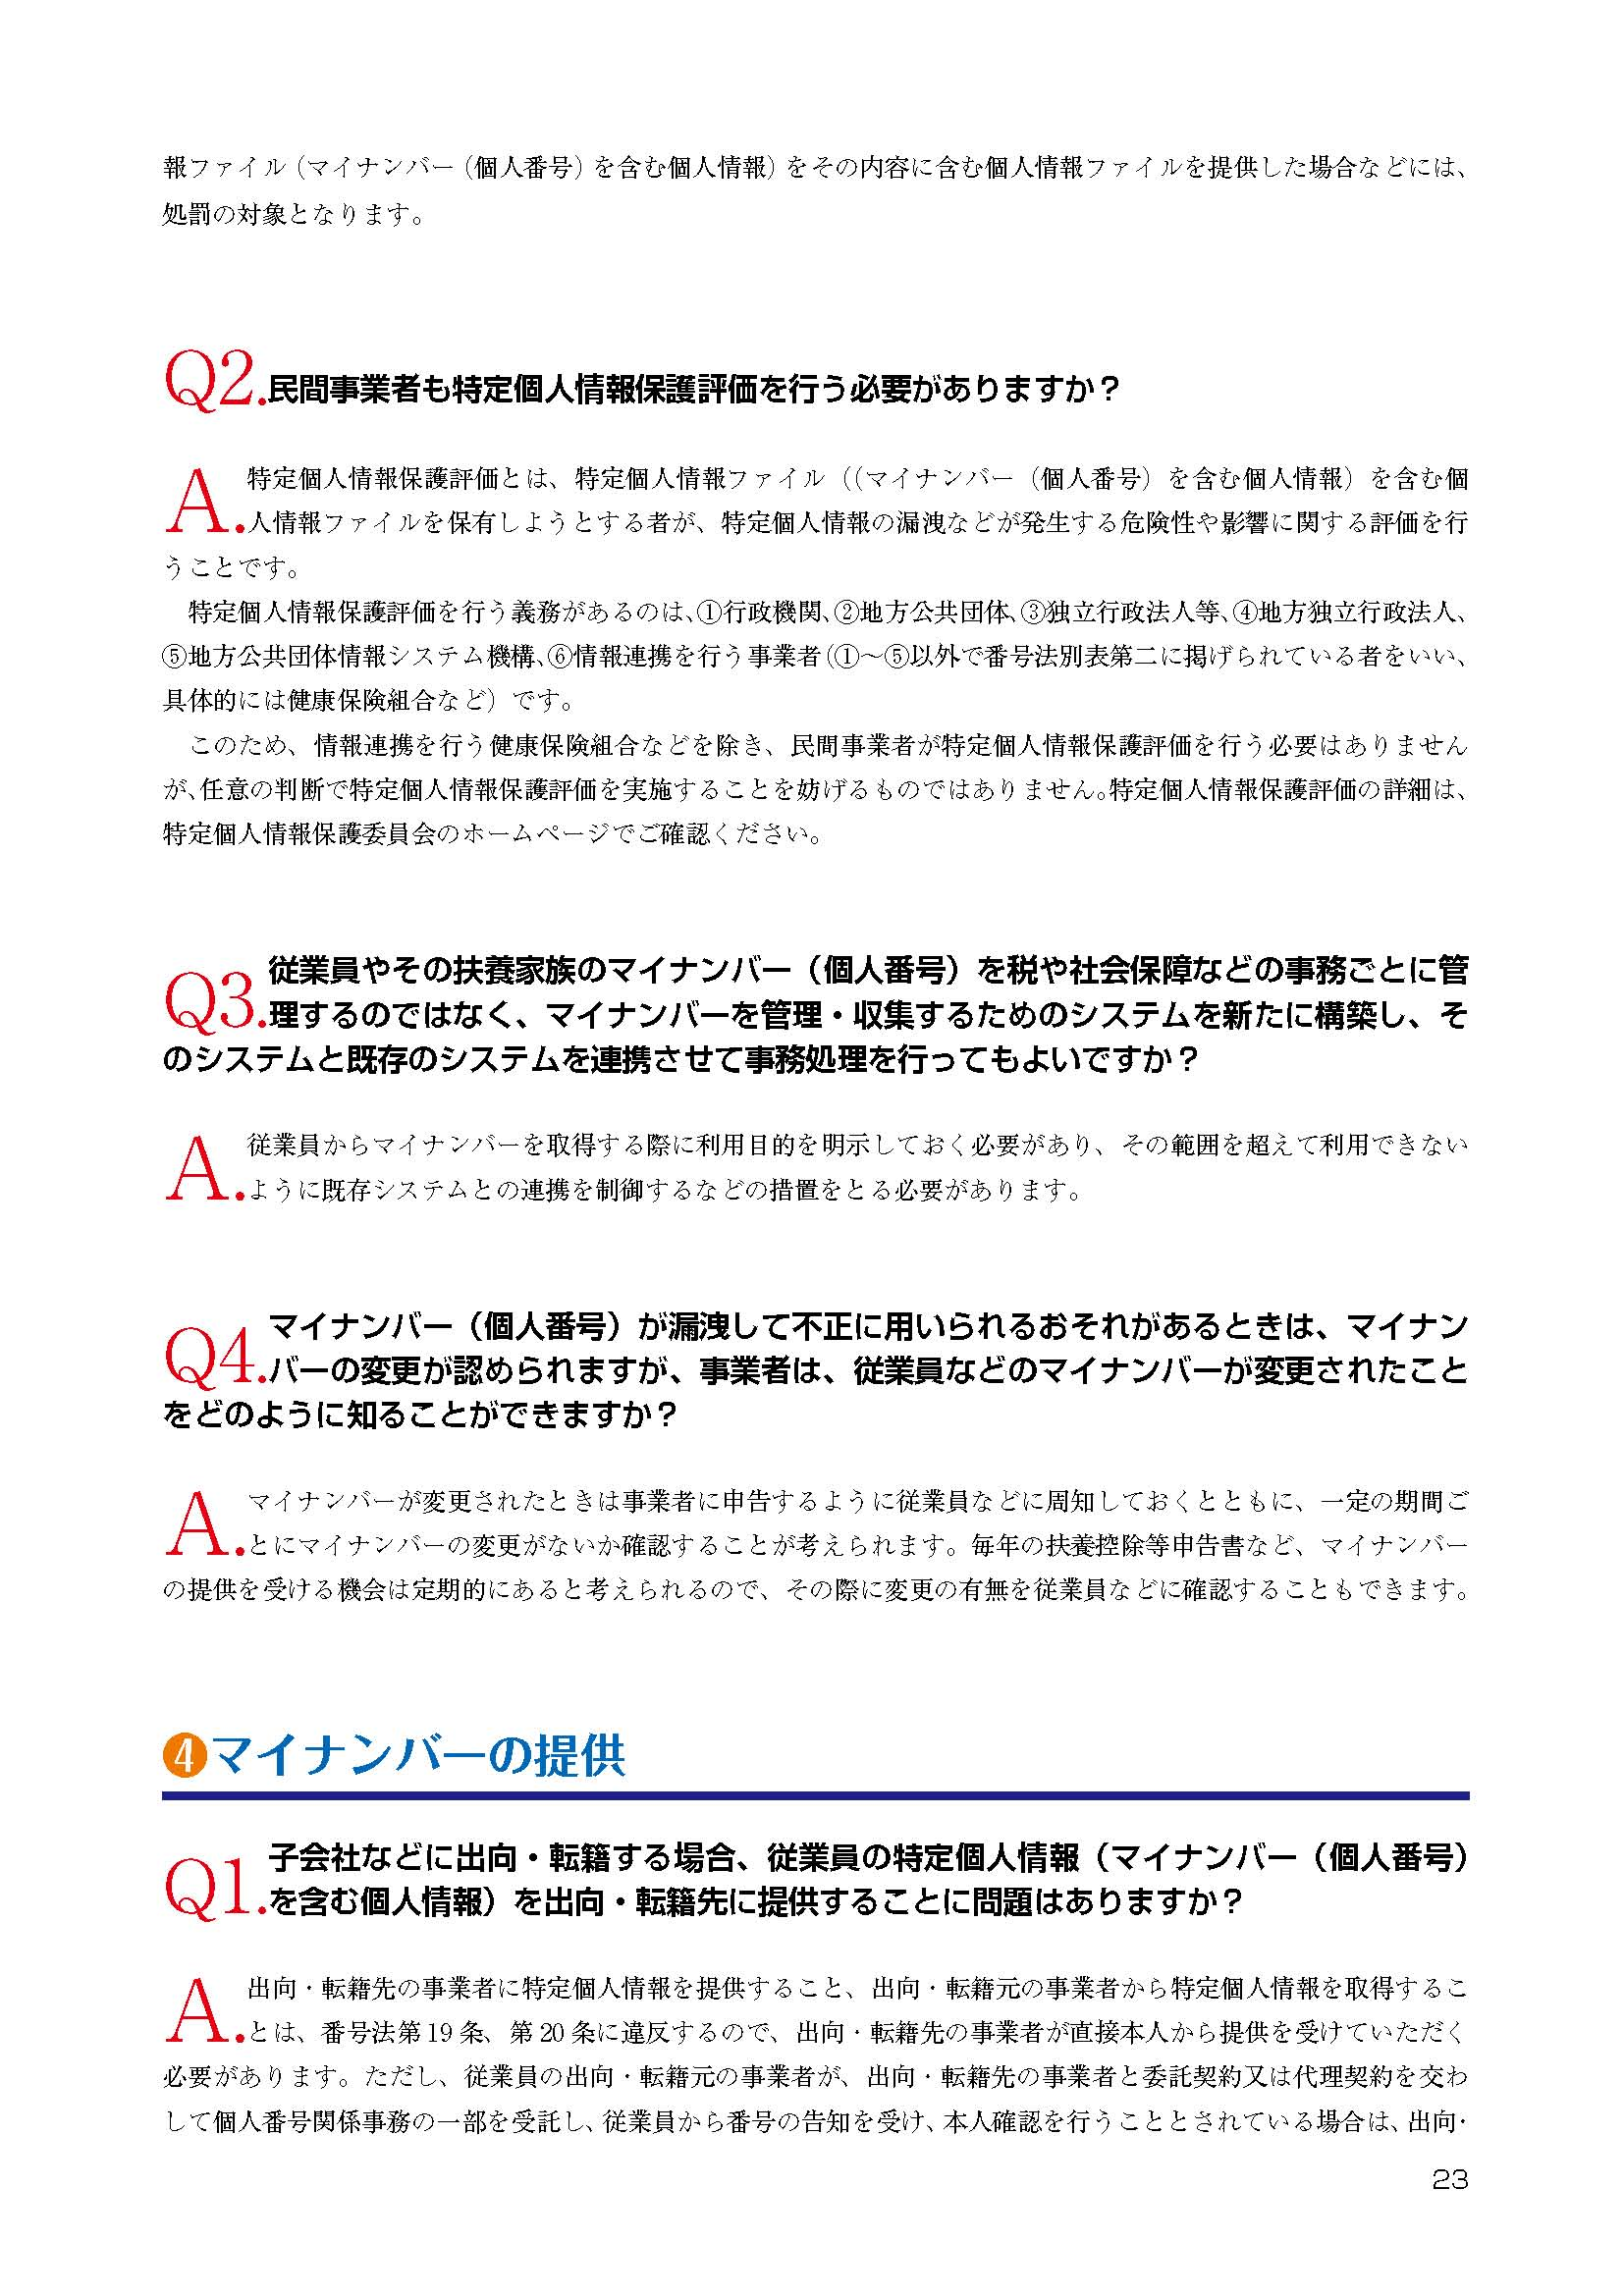 報ファイル（マイナンバー（個人番号）を含む個人情報）をその内容に含む個人情報ファイルを提供した場合などには、
処罰の対象となります。
Q2.民間事業者も特定個人情報保護評価を行う必要がありますか？
A.特定個人情報保護評価とは、特定個人情報ファイル（（マイナンバー（個人番号）を含む個人情報）を含む個
人情報ファイルを保有しようとする者が、特定個人情報の漏洩などが発生する危険性や影響に関する評価を行
うことです。
特定個人情報保護評価を行う義務があるのは、①行政機関、②地方公共団体、③独立行政法人等、④地方独立行政法人、
⑤地方公共団体情報システム機構、⑥情報連携を行う事業者（①～⑤以外で番号法別表第二に掲げられている者をいい、
具体的には健康保険組合など）です。
このため、情報連携を行う健康保険組合などを除き、民間事業者が特定個人情報保護評価を行う必要はありません
が、任意の判断で特定個人情報保護評価を実施することを妨げるものではありません。特定個人情報保護評価の詳細は、
特定個人情報保護委員会のホームページでご確認ください。
Q3.従業員やその扶養家族のマイナンバー（個人番号）を税や社会保障などの事務ごとに管
理するのではなく、マイナンバーを管理・収集するためのシステムを新たに構築し、そ
のシステムと既存のシステムを連携させて事務処理を行ってもよいですか？
A.従業員からマイナンバーを取得する際に利用目的を明示しておく必要があり、その範囲を超えて利用できない
ように既存システムとの連携を制御するなどの措置をとる必要があります。
Q4.マイナンバー（個人番号）が漏洩して不正に用いられるおそれがあるときは、マイナン
バーの変更が認められますが、事業者は、従業員などのマイナンバーが変更されたこと
をどのように知ることができますか？
A.マイナンバーが変更されたときは事業者に申告するように従業員などに周知しておくとともに、一定の期間ご
とにマイナンバーの変更がないか確認することが考えられます。毎年の扶養控除等申告書など、マイナンバー
の提供を受ける機会は定期的にあると考えられるので、その際に変更の有無を従業員などに確認することもできます。
❹マイナンバーの提供
Q1.子会社などに出向・転籍する場合、従業員の特定個人情報（マイナンバー（個人番号）
を含む個人情報）を出向・転籍先に提供することに問題はありますか？
A.出向・転籍先の事業者に特定個人情報を提供すること、出向・転籍元の事業者から特定個人情報を取得するこ
とは、番号法第19条、第20条に違反するので、出向・転籍先の事業者が直接本人から提供を受けていただく
必要があります。ただし、従業員の出向・転籍元の事業者が、出向・転籍先の事業者と委託契約又は代理契約を交わ
して個人番号関係事務の一部を受託し、従業員から番号の告知を受け、本人確認を行うこととされている場合は、出向・
23